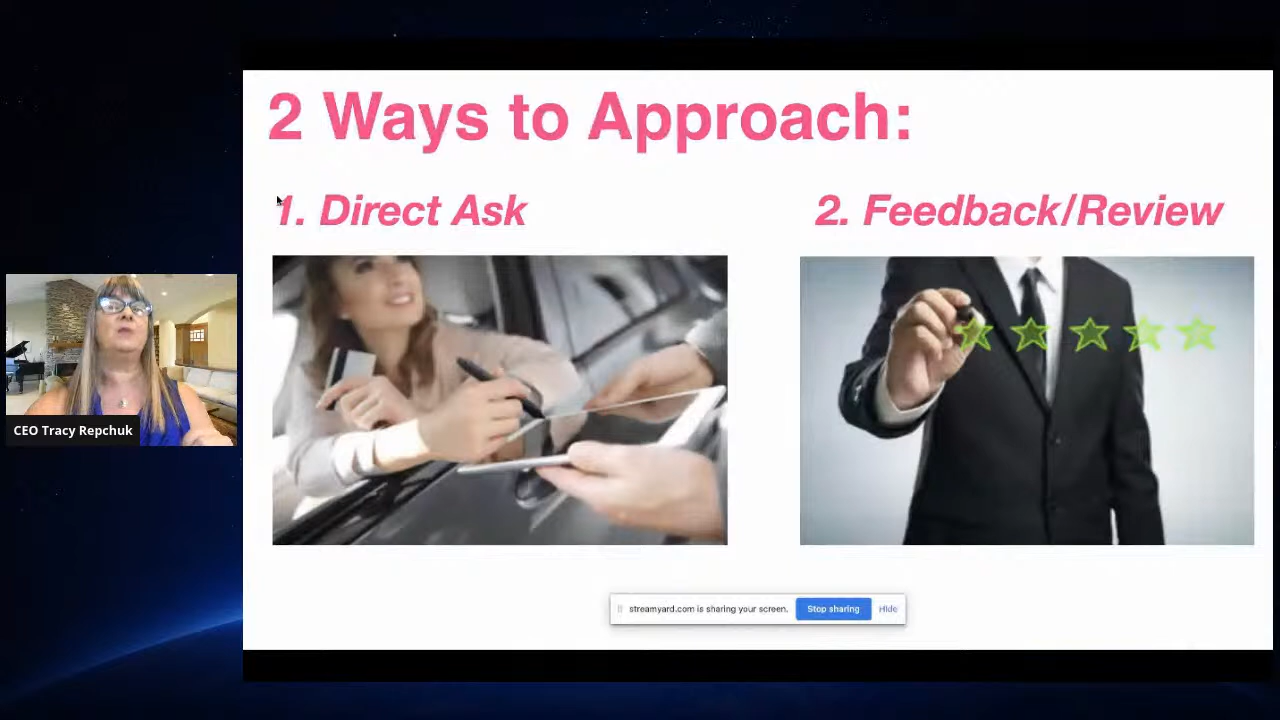 2 Ways to Approach:
1. Direct Ask
2. Feedback/Review
CEO Tracy Repchuk
streamyard.com is sharing your screen.
Stop sharing
Hide